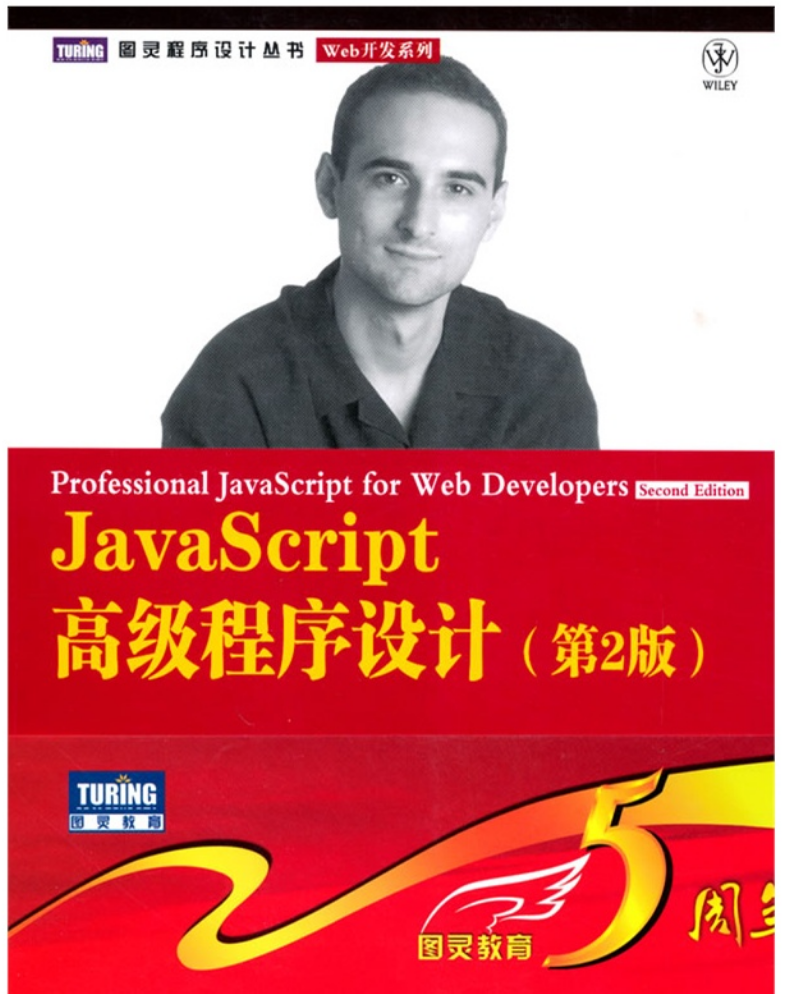 TURING 图灵程序设计丛书 Web开发系列
WILEY
Professional JavaScript for Web Developers Second Edition
JavaScript
高级程序设计（第2版）
TURING
图灵教育
5
周
图灵教育